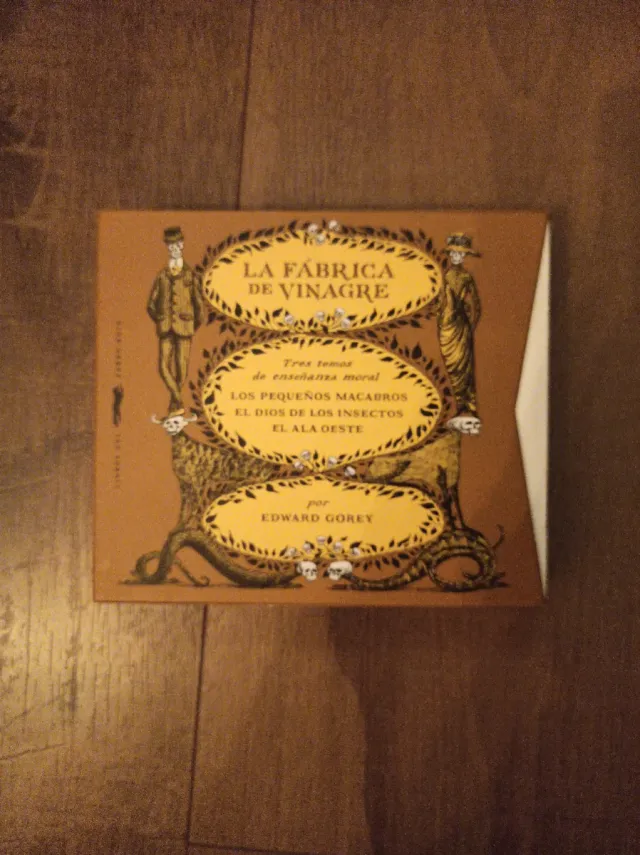 LA FÁBRICA
DE VINAGRE
Tres tomos
de enseñanza moral
LOS PEQUEÑOS MACABROS
EL DIOS DE LOS INSECTOS
EL ALA OESTE
por
EDWARD GOREY